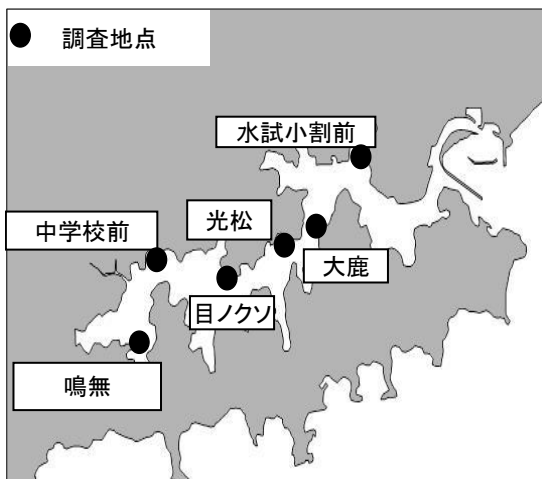 調査地点
水試小割前
光松
中学校前
大鹿
目ノクソ
鳴無